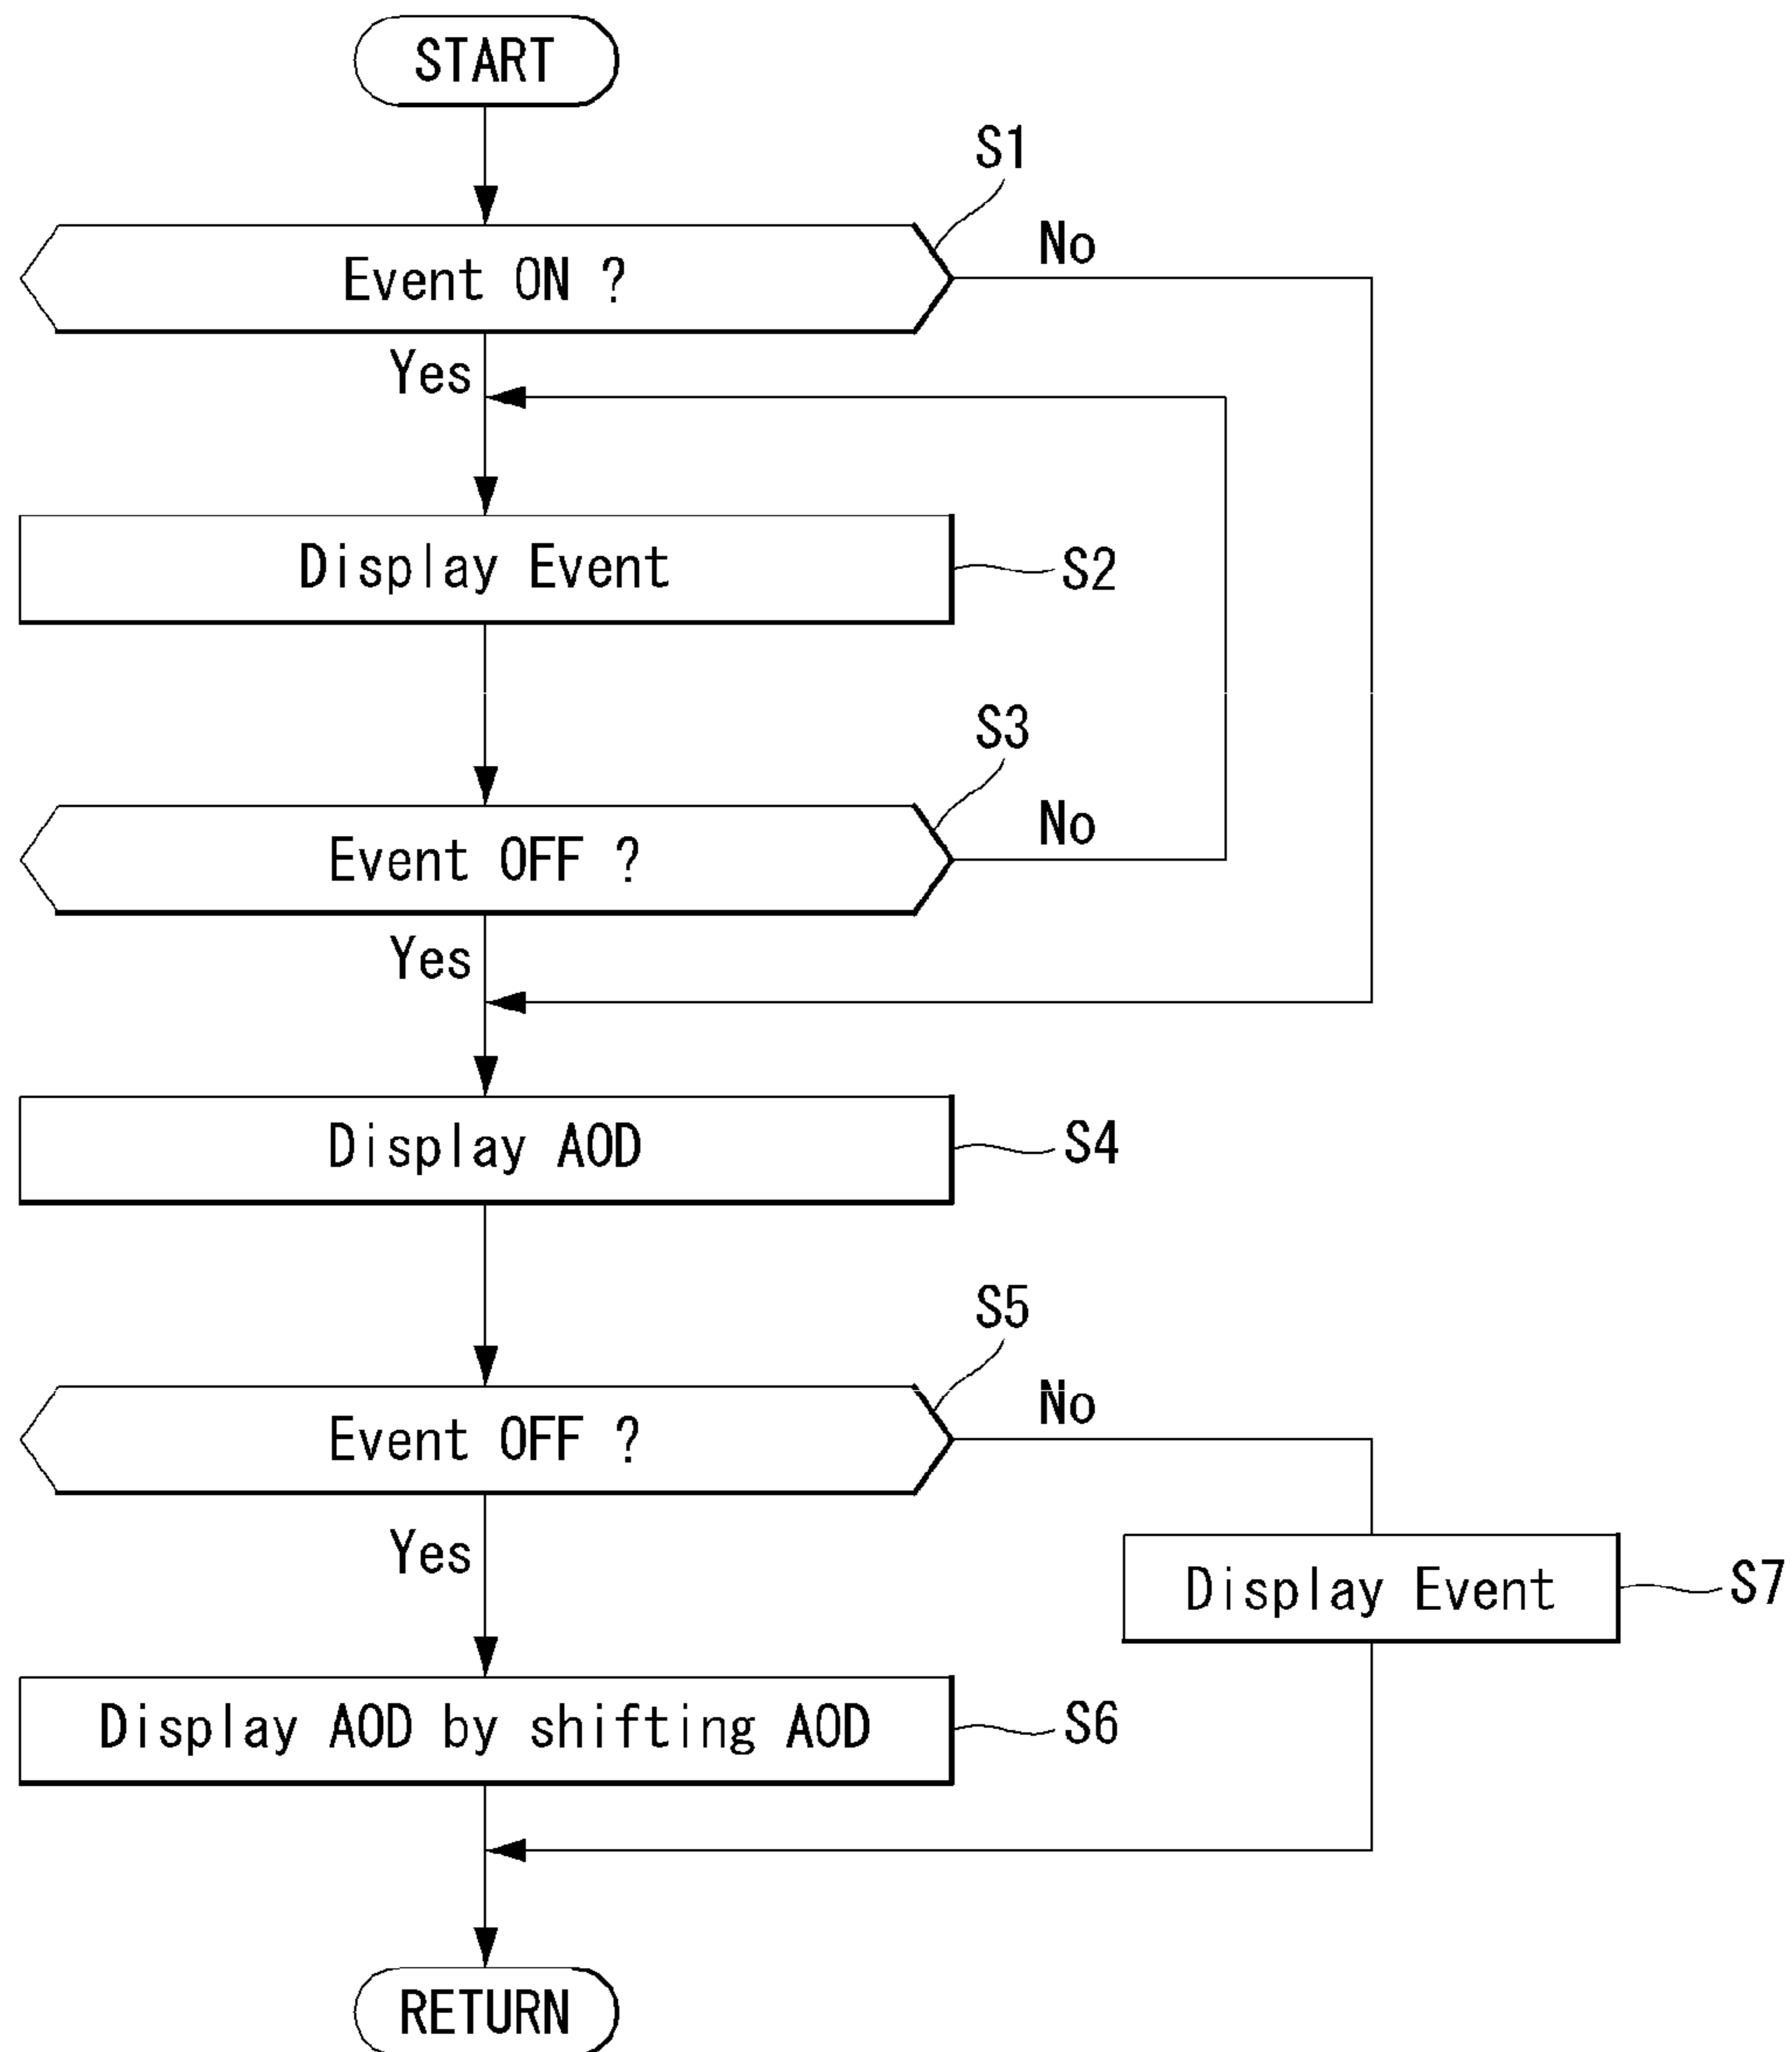 START
S1
No
Event ON ?
Yes
Display Event
S2
S3
No
Event OFF ?
Yes
Display AOD
S4
S5
No
Event OFF ?
Yes
Display Event
S7
Display AOD by shifting AOD
S6
RETURN